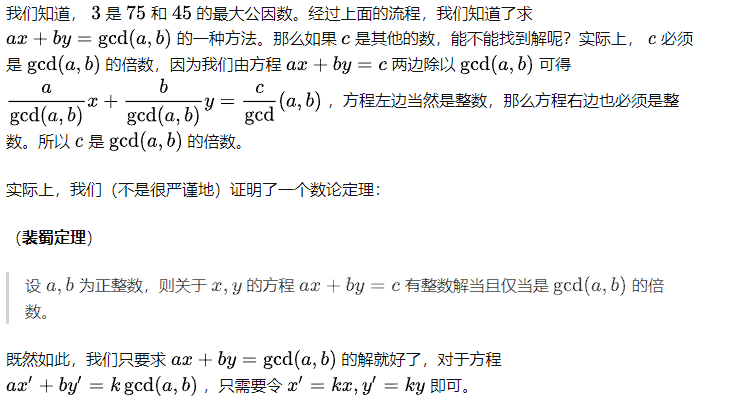 我们知道， 3 是 75 和 45 的最大公因数。经过上面的流程，我们知道了求
ax + by = gcd(a, b) 的一种方法。那么如果 c 是其他的数，能不能找到解呢？实际上， c 必须
是 gcd(a, b) 的倍数，因为我们由方程 ax + by = c 两边除以 gcd(a, b) 可得
a/gcd(a, b) x + b/gcd(a, b) y = c/gcd (a, b) ，方程左边当然是整数，那么方程右边也必须是整
数。所以 c 是 gcd(a, b) 的倍数。
实际上，我们（不是很严谨地）证明了一个数论定理：
（裴蜀定理）
设 a, b 为正整数，则关于 x, y 的方程 ax + by = c 有整数解当且仅当是 gcd(a, b) 的倍
数。
既然如此，我们只要求 ax + by = gcd(a, b) 的解就好了，对于方程
ax′ + by′ = k gcd(a, b) ，只需要令 x′ = kx, y′ = ky 即可。